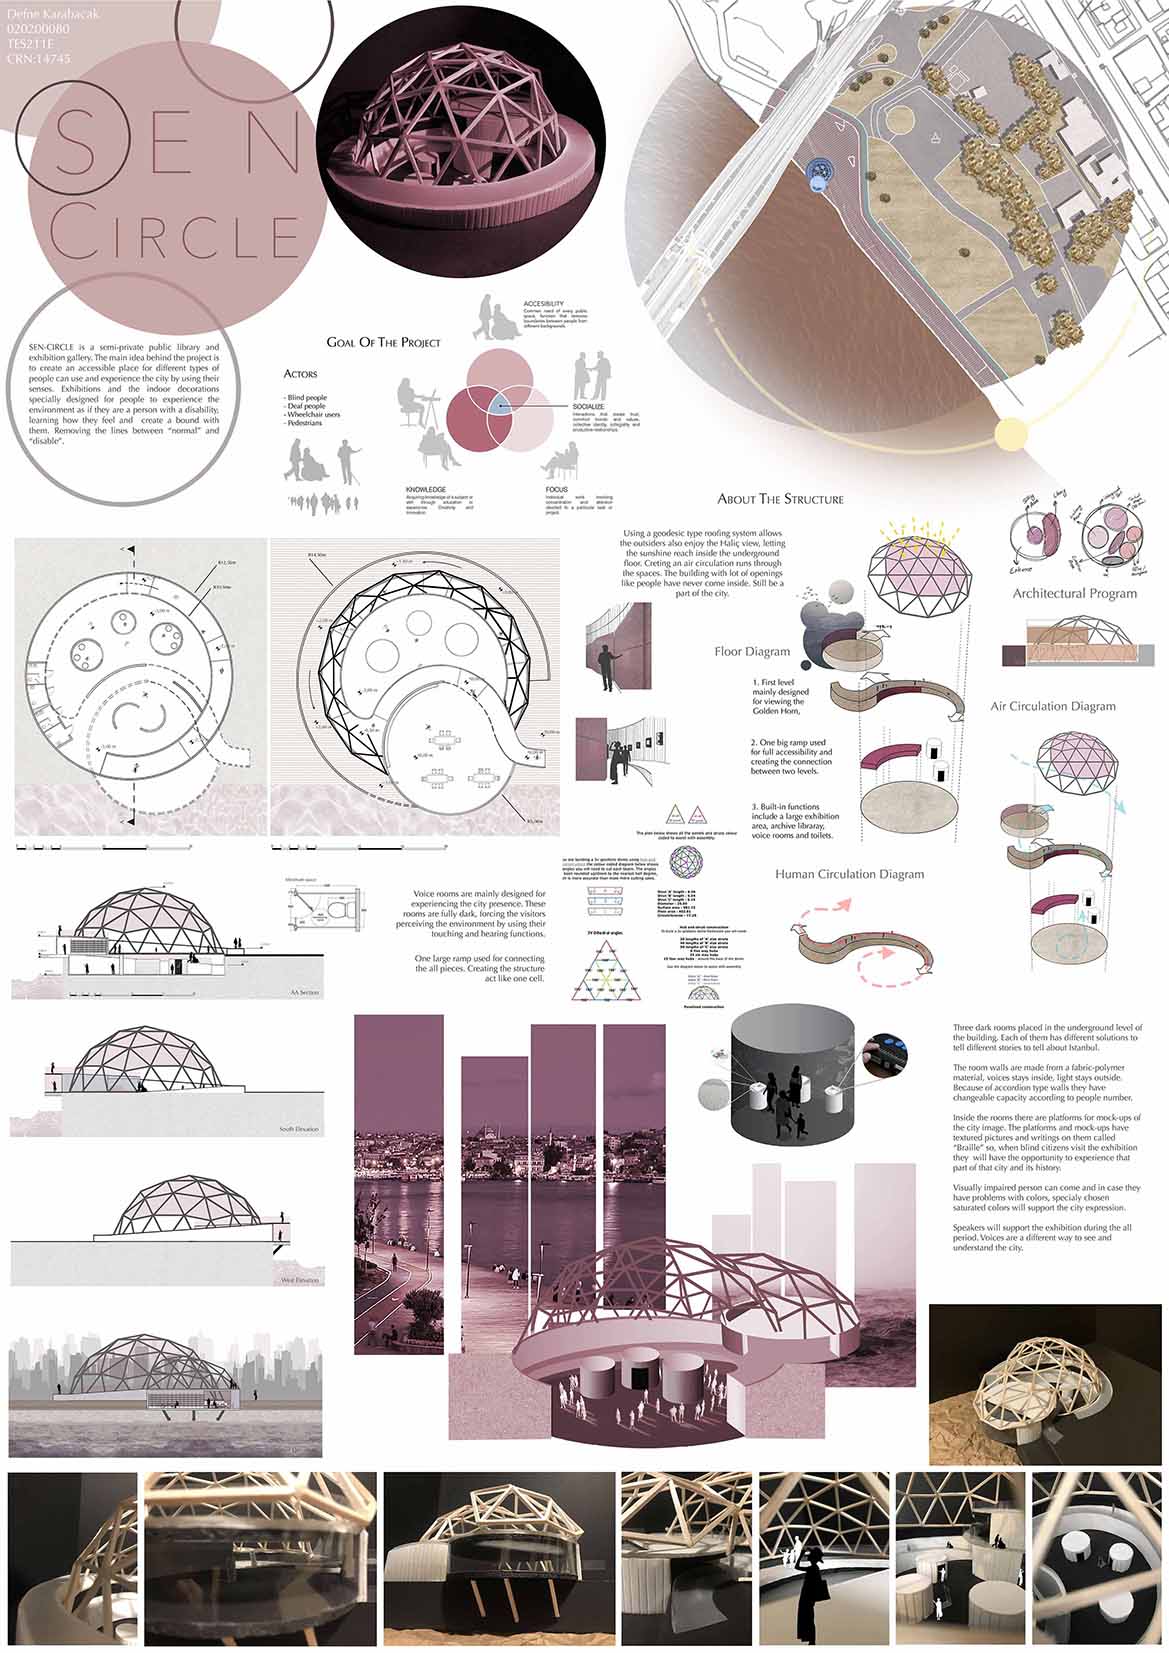 Defne Karabacak
020200080
TES211E
CRN:14745
SEN
CIRCLE
SEN-CIRCLE is a semi-private public library and
exhibition gallery. The main idea behind the project is
to create an accessible place for different types of
people can use and experience the city by using their
senses. Exhibitions and the indoor decorations
specially designed for people to experience the
environment as if they are a person with a disability,
learning how they feel and create a bound with
them. Removing the lines between “normal” and
“disable”.
GOAL OF THE PROJECT
ACTORS
- Blind people
- Deaf people
- Wheelchair users
- Pedestrians
ACCESIBILITY
Common need of every public
space, function that removes
boundaries between people from
different backgrounds.
SOCIALIZE
Interactions that create trust,
common bonds and values,
collective identity, collegiality and
productive relationships.
KNOWLEDGE
Acquiring knowledge of a subject or
skill through education or
experience. Creativity and
innovation
FOCUS
Individual work involving
concentration and attention
devoted to a particular task or
project.
ABOUT THE STRUCTURE
Using a geodesic type roofing system allows
the outsiders also enjoy the Haliç view, letting
the sunshine reach inside the underground
floor. Creting an air circulation runs through
the spaces. The building with lot of openings
like people have never come inside. Still be a
part of the city.
Architectural Program
Floor Diagram
1. First level
mainly designed
for viewing the
Golden Horn,
2. One big ramp used
for full accessibility and
creating the connection
between two levels.
3. Built-in functions
include a large exhibition
area, archive libraray,
voice rooms and toilets.
Air Circulation Diagram
Human Circulation Diagram
Minimum space
Voice rooms are mainly designed for
experiencing the city presence. These
rooms are fully dark, forcing the visitors
perceiving the environment by using their
touching and hearing functions.
One large ramp used for connecting
the all pieces. Creating the structure
act like one cell.
AA Section
South Elevation
West Elevation
Three dark rooms placed in the underground level of
the building. Each of them has different solutions to
tell different stories to tell about Istanbul.
The room walls are made from a fabric-polymer
material, voices stays inside, light stays outside.
Because of accordion type walls they have
changeable capacity according to people number.
Inside the rooms there are platforms for mock-ups of
the city image. The platforms and mock-ups have
textured pictures and writings on them called
“Braille” so, when blind citizens visit the exhibition
they will have the opportunity to experience that
part of that city and its history.
Visually impaired person can come and in case they
have problems with colors, specialy chosen
saturated colors will support the city expression.
Speakers will support the exhibition during the all
period. Voices are a different way to see and
understand the city.